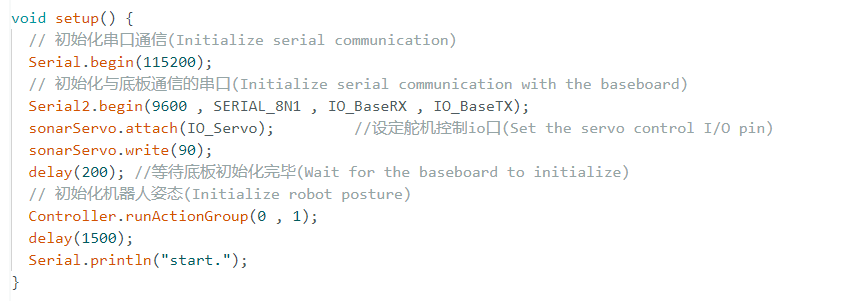 void setup() {
// 初始化串口通信(Initialize serial communication)
Serial.begin(115200);
// 初始化与底板通信的串口(Initialize serial communication with the baseboard)
Serial2.begin(9600 , SERIAL_8N1 , IO_BaseRX , IO_BaseTX);
sonarServo.attach(IO_Servo);          //设定舵机控制io口(Set the servo control I/O pin)
sonarServo.write(90);
delay(200); //等待底板初始化完毕(Wait for the baseboard to initialize)
// 初始化机器人姿态(Initialize robot posture)
Controller.runActionGroup(0 , 1);
delay(1500);
Serial.println("start.");
}